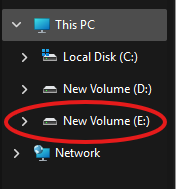 This PC
Local Disk (C:)
New Volume (D:)
New Volume (E:)
Network